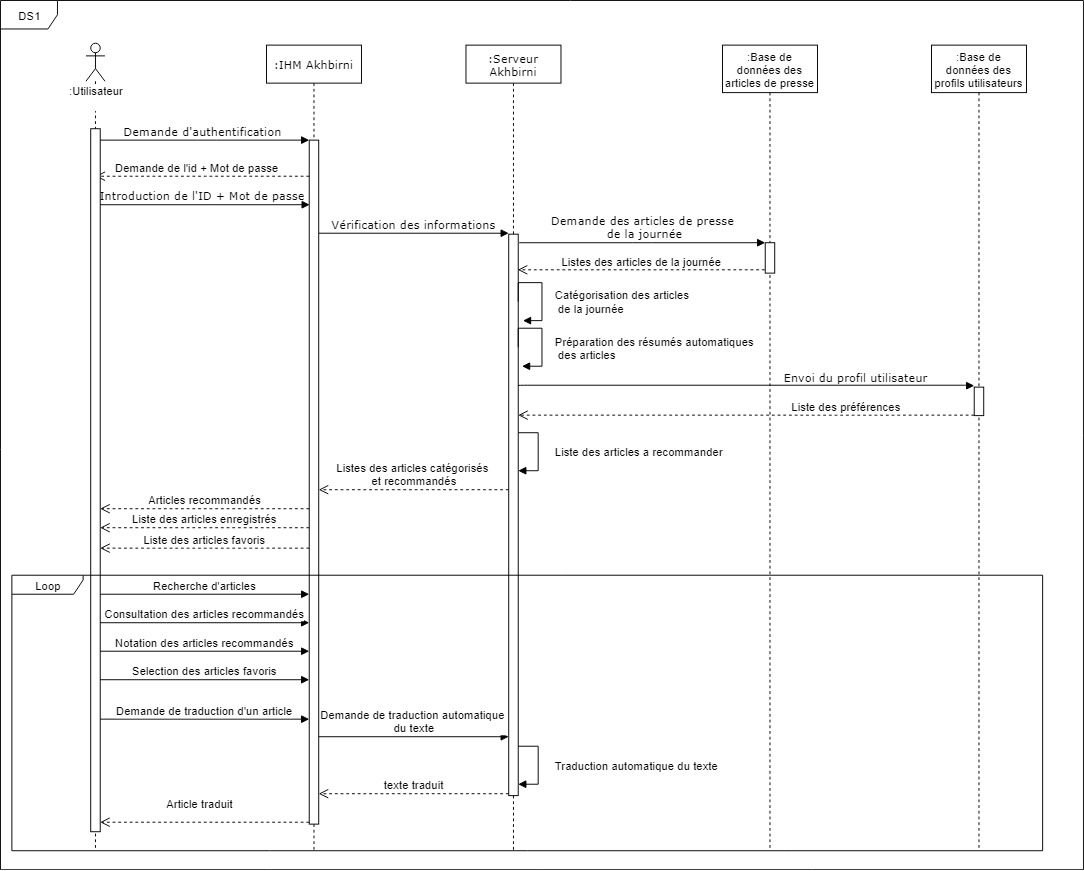 DS1
:Utilisateur
:IHM Akhbirni
:Serveur
Akhbirni
:Base de
données des
articles de presse
:Base de
données des
profils utilisateurs
Demande d'authentification
Demande de l'id + Mot de passe
Introduction de l'ID + Mot de passe
Vérification des informations
Demande des articles de presse
de la journée
Listes des articles de la journée
Catégorisation des articles
de la journée
Préparation des résumés automatiques
des articles
Envoi du profil utilisateur
Liste des préférences
Liste des articles a recommander
Listes des articles catégorisés
et recommandés
Articles recommandés
Liste des articles enregistrés
Liste des articles favoris
Loop
Recherche d'articles
Consultation des articles recommandés
Notation des articles recommandés
Selection des articles favoris
Demande de traduction d'un article
Demande de traduction automatique
du texte
Traduction automatique du texte
texte traduit
Article traduit